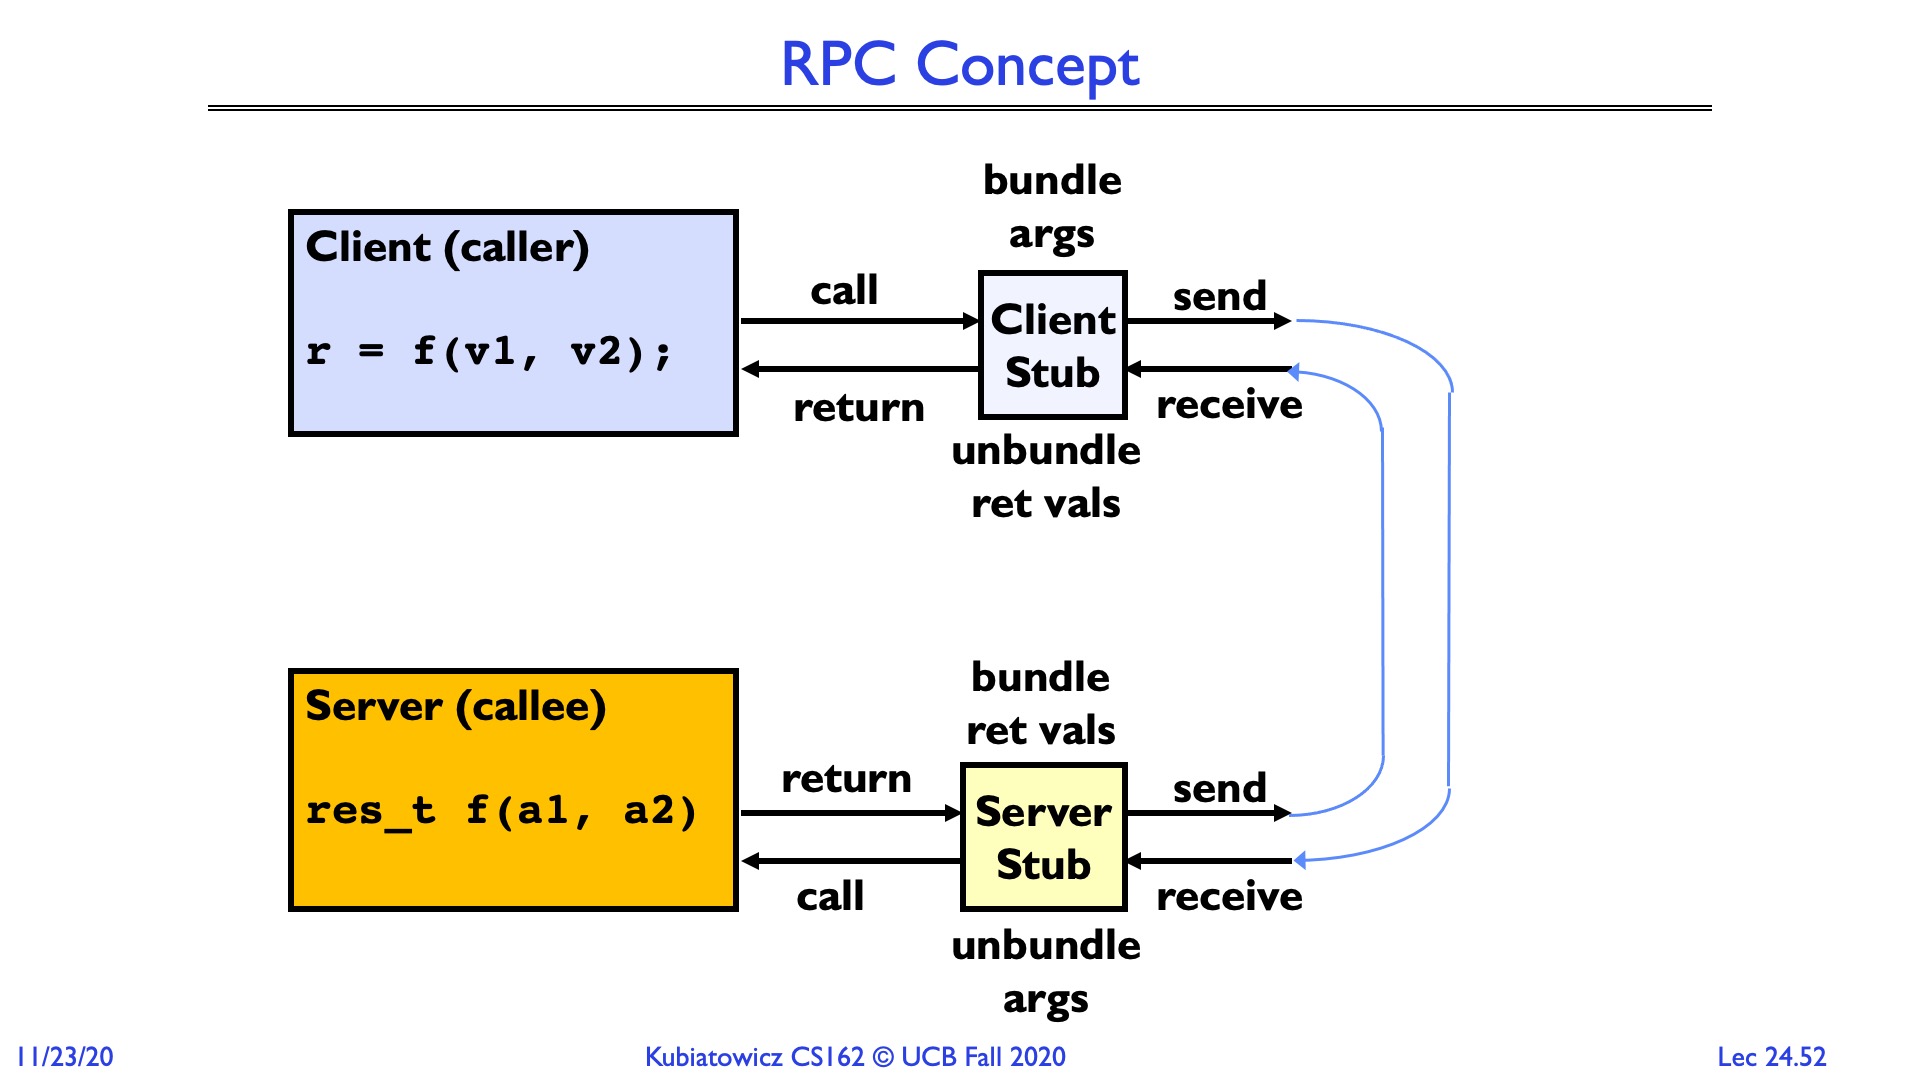 RPC Concept
bundle
args
Client (caller)
r = f(v1, v2);
call
return
Client
Stub
send
receive
unbundle
ret vals
Server (callee)
res_t f(a1, a2)
bundle
ret vals
return
call
Server
Stub
send
receive
unbundle
args
11/23/20
Kubiatowicz CS162 © UCB Fall 2020
Lec 24.52